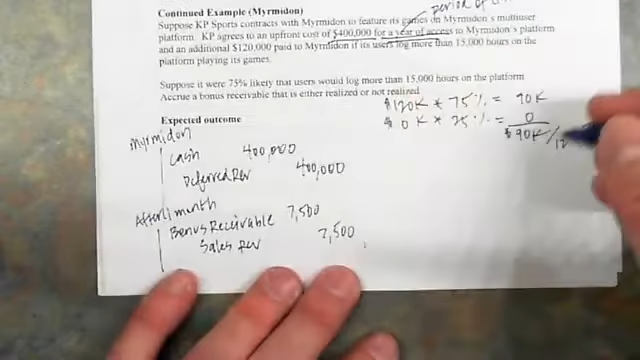 period of
Continued Example (Myrmidon)
Suppose KP Sports contracts with Myrmidon to feature its games on Myrmidon's multiuser
platform. KP agrees to an upfront cost of $400,000 for a year of access to Myrmidon's platform
and an additional $120,000 paid to Myrmidon if its users log more than 15,000 hours on the
platform playing its games.
Suppose it were 75% likely that users would log more than 15,000 hours on the platform
Accrue a bonus receivable that is either realized or not realized
$120K * 75% = 90K
$ 0K * 25% = 0
$90K/12
Expected outcome
Myrmidon
Cash 400,000
Deferred Rev 400,000
After 1 month
Bonus Receivable 7,500
Sales Rev 7,500